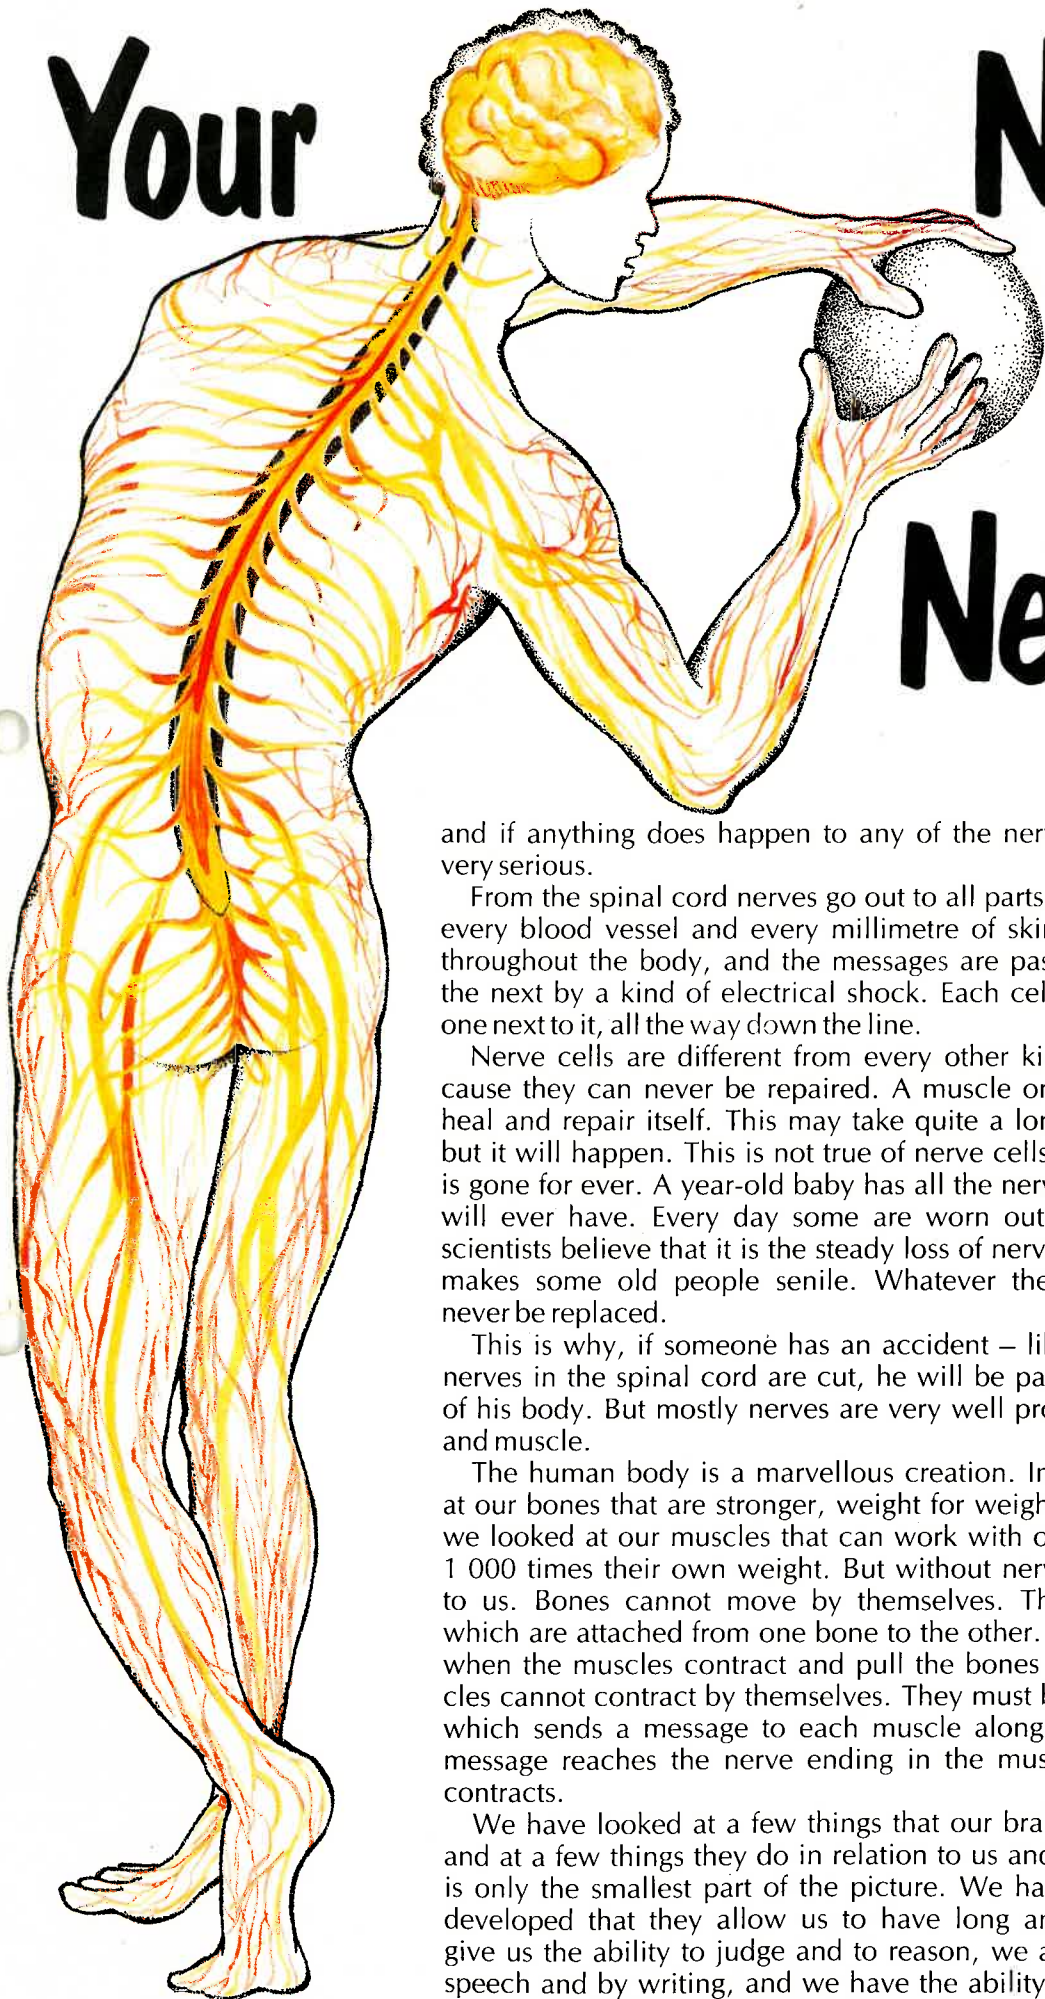 Your
N
Ne
and if anything does happen to any of the ner
very serious.
From the spinal cord nerves go out to all parts
every blood vessel and every millimetre of skin
throughout the body, and the messages are pas
the next by a kind of electrical shock. Each cel
one next to it, all the way down the line.
Nerve cells are different from every other ki
cause they can never be repaired. A muscle or
heal and repair itself. This may take quite a lon
but it will happen. This is not true of nerve cells
is gone for ever. A year-old baby has all the nerv
will ever have. Every day some are worn out
scientists believe that it is the steady loss of nerv
makes some old people senile. Whatever the
never be replaced.
This is why, if someone has an accident – lik
nerves in the spinal cord are cut, he will be pa
of his body. But mostly nerves are very well pro
and muscle.
The human body is a marvellous creation. In
at our bones that are stronger, weight for weigh
we looked at our muscles that can work with o
1 000 times their own weight. But without nerv
to us. Bones cannot move by themselves. Th
which are attached from one bone to the other.
when the muscles contract and pull the bones
cles cannot contract by themselves. They must b
which sends a message to each muscle along
message reaches the nerve ending in the mus
contracts.
We have looked at a few things that our bra
and at a few things they do in relation to us and
is only the smallest part of the picture. We ha
developed that they allow us to have long an
give us the ability to judge and to reason, we a
speech and by writing, and we have the ability